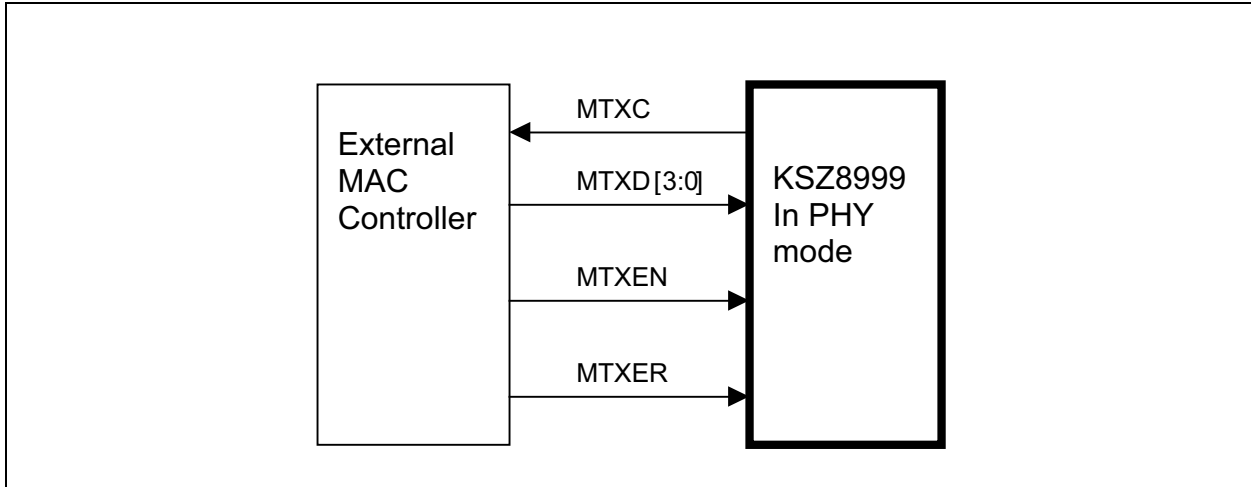 External
MAC
Controller
MTXC
MTXD[3:0]
MTXEN
MTXER
KSZ8999
In PHY
mode